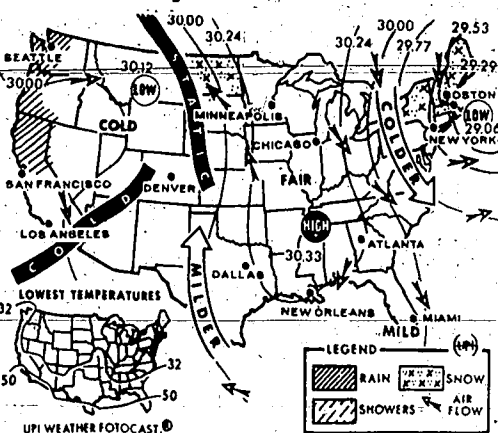 30.00 30.24 30.24 30.00 29.77 29.53
SEATTLE
30.00
30.12
LOW
29.29
BOSTON
LOW
29.06
NEW YORK
STATIC
MINNEAPOLIS
COLD
CHICAGO
COLDER
SAN FRANCISCO
DENVER
FAIR
LOS ANBELES
COLD
HIGH
30.33
ATLANTA
DALLAS
MILDER
NEW ORLEANS
MIAMI
MILD
LOWEST TEMPERATURES
32
32
50
50
UPI WEATHER FOTOCAST.®
LEGEND
(UPI)
RAIN
SNOW
SHOWERS
AIR FLOW